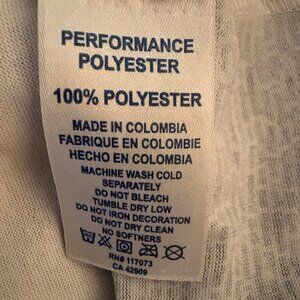 PERFORMANCE
POLYESTER
100% POLYESTER
MADE IN COLOMBIA
FABRIQUE EN COLOMBIE
HECHO EN COLOMBIA
MACHINE WASH COLD
SEPARATELY
DO NOT BLEACH
TUMBLE DRY LOW
DO NOT IRON DECORATION
DO NOT DRY CLEAN
NO SOFTNERS
RN# 117073
CA 42909